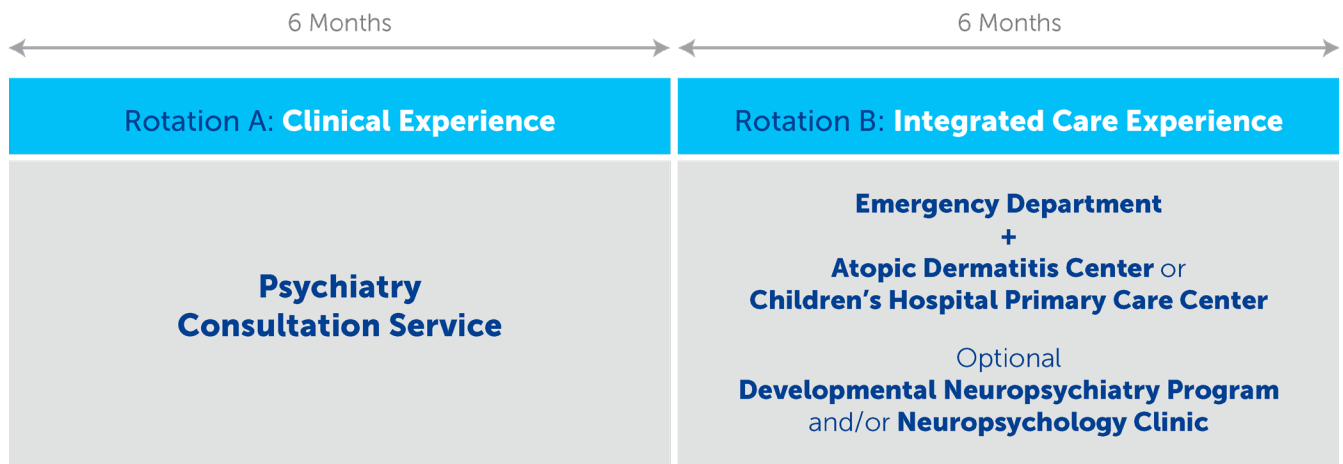 6 Months
6 Months
Rotation A: Clinical Experience
Rotation B: Integrated Care Experience
Psychiatry
Consultation Service
Emergency Department
+
Atopic Dermatitis Center or
Children’s Hospital Primary Care Center
Optional
Developmental Neuropsychiatry Program
and/or Neuropsychology Clinic